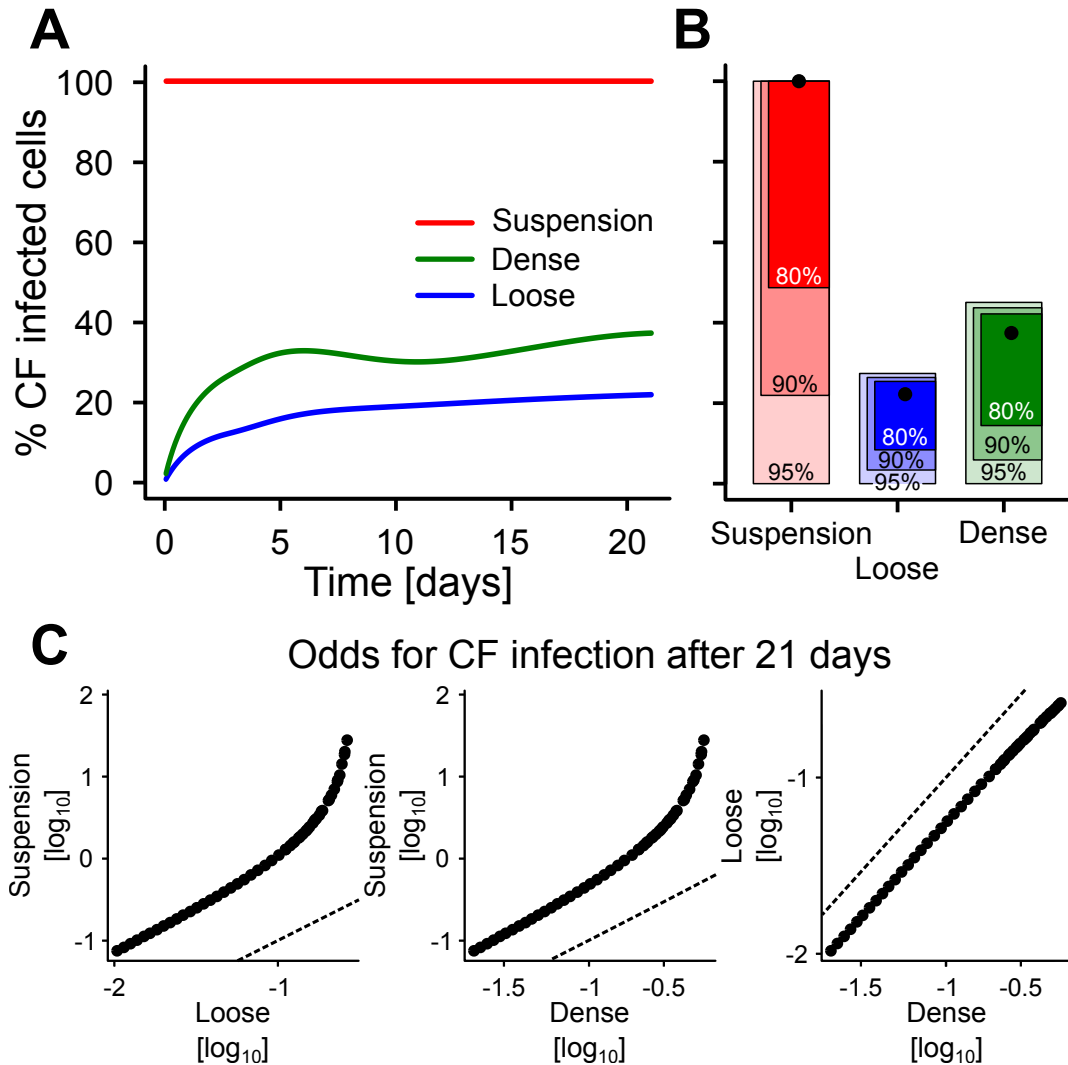 A
% CF infected cells
100
80
60
40
20
0
Suspension
Dense
Loose
0 5 10 15 20
Time [days]
B
80%
90%
95%
80%
90%
95%
80%
90%
95%
Suspension
Loose
Dense
C
Odds for CF infection after 21 days
Suspension
[log10]
2
1
0
-1
-2 -1
Loose
[log10]
Suspension
[log10]
2
1
0
-1
-1.5 -1 -0.5
Dense
[log10]
Loose
[log10]
-1
-2
-1.5 -1 -0.5
Dense
[log10]